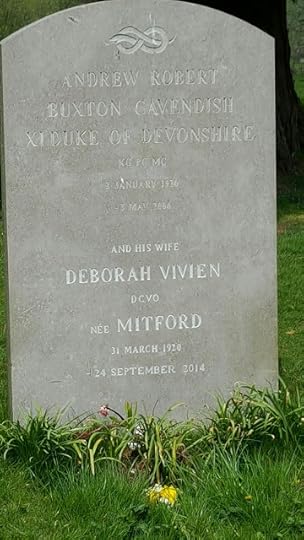 ANDREW ROBERT
BUXTON CAVENDISH
XI DUKE OF DEVONSHIRE
KG PC MC
2 JANUARY 1920
- 3 MAY 2004
AND HIS WIFE
DEBORAH VIVIEN
DCVO
NÉE MITFORD
31 MARCH 1920
- 24 SEPTEMBER 2014